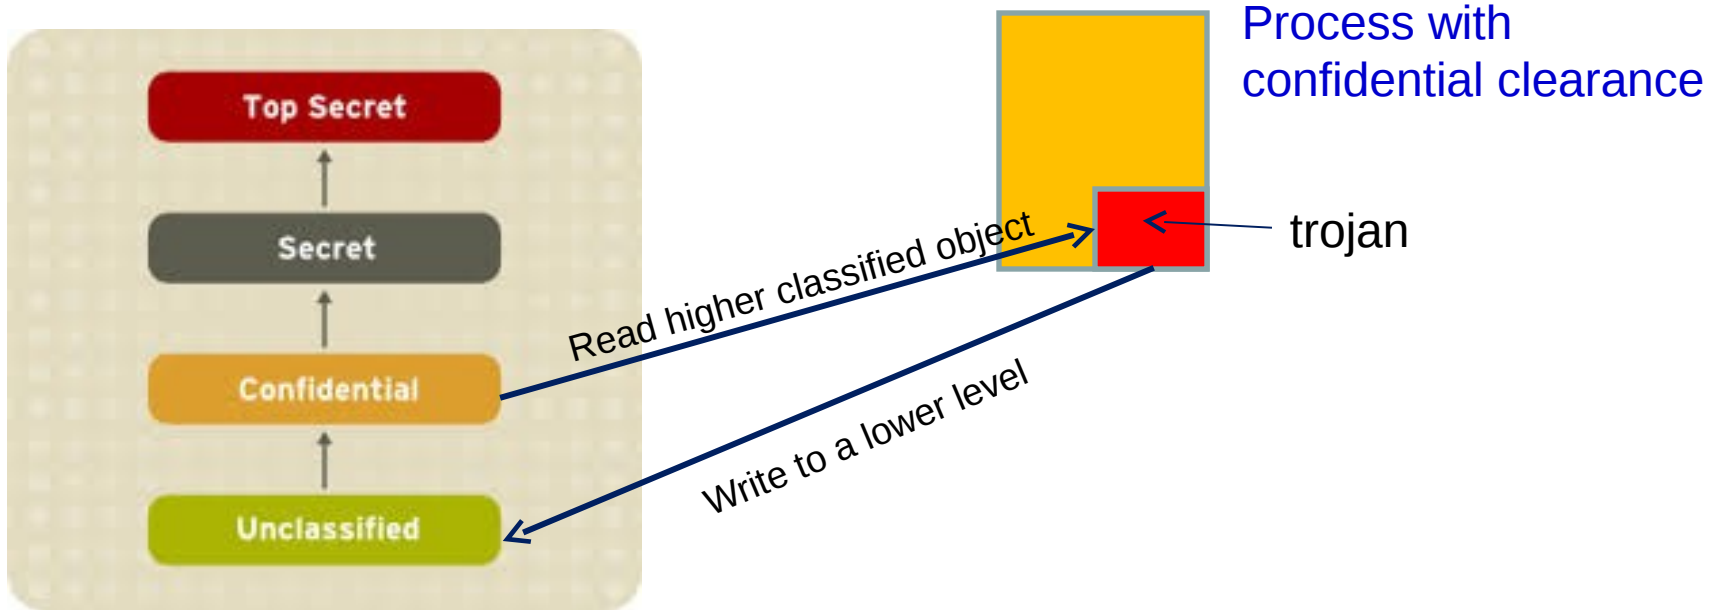 Top Secret
Secret
Confidential
Unclassified
Read higher classified object
Write to a lower level
Process with
confidential clearance
trojan